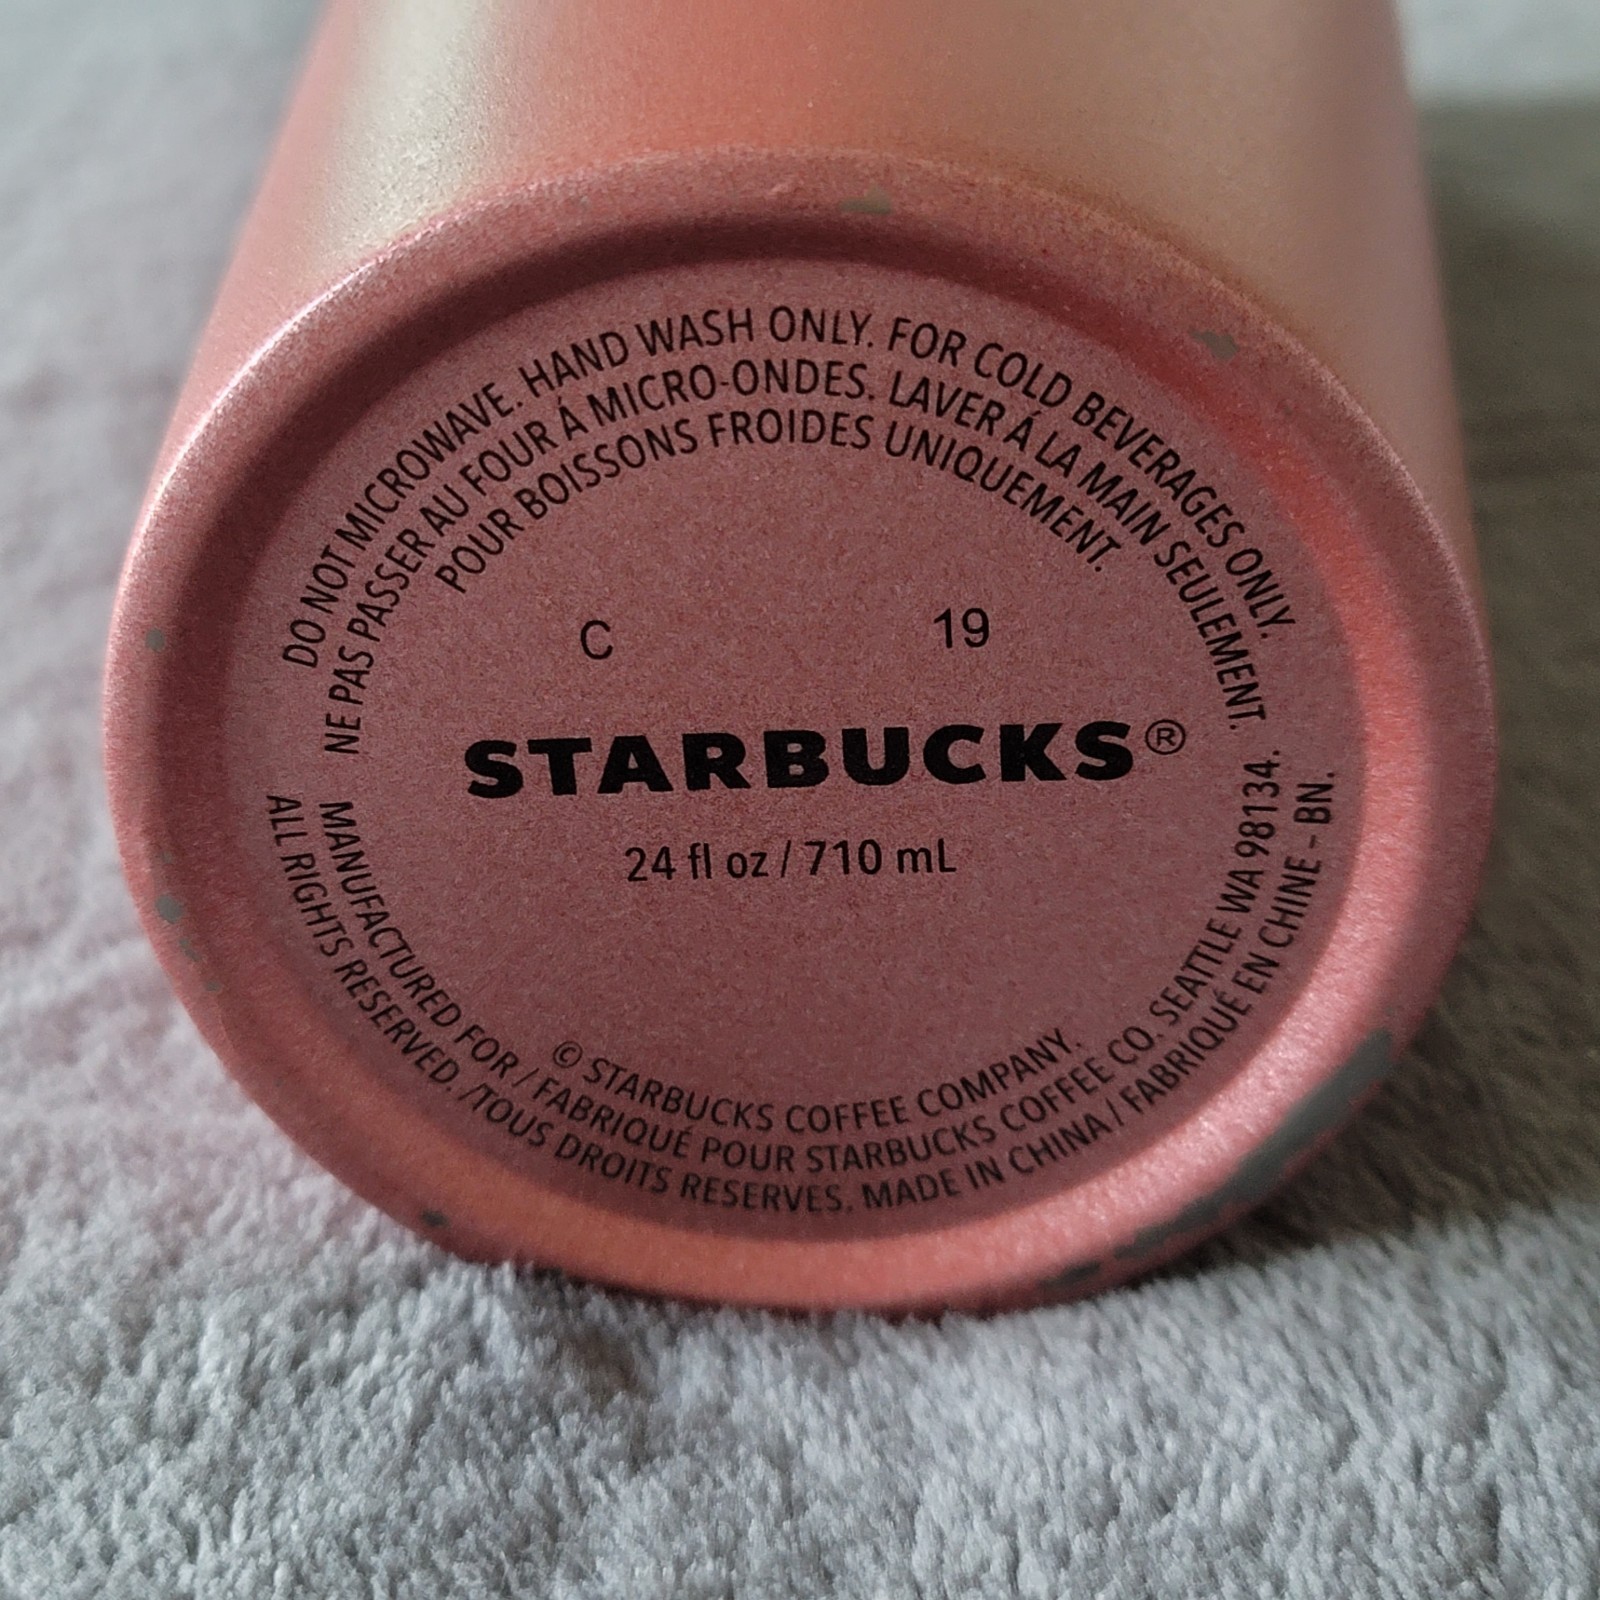 DO NOT MICROWAVE. HAND WASH ONLY. FOR COLD BEVERAGES ONLY.
NE PAS PASSER AU FOUR Á MICRO-ONDES. LAVER Á LA MAIN SEULEMENT.
POUR BOISSONS FROIDES UNIQUEMENT.
C 19
STARBUCKS®
24 fl oz / 710 mL
© STARBUCKS COFFEE COMPANY.
MANUFACTURED FOR / FABRIQUÉ POUR STARBUCKS COFFEE CO. SEATTLE WA 98134.
ALL RIGHTS RESERVED. /TOUS DROITS RESERVES. MADE IN CHINA / FABRIQUÉ EN CHINE – BN.